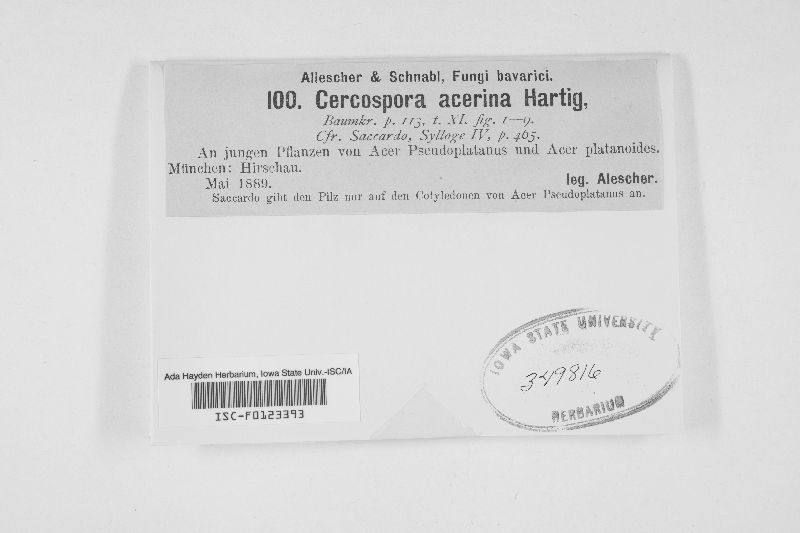 Allescher & Schnabl, Fungi bavarici.
100. Cercospora acerina Hartig,
Baumkr. p. 113, t. XI. fig. 1—9.
Cfr. Saccardo, Sylloge IV, p. 465.
An jungen Pflanzen von Acer Pseudoplatanus und Acer platanoides.
München: Hirschau.
Mai 1889. leg. Alescher.
Saccardo gibt den Pilz nur auf den Cotyledonen von Acer Pseudoplatanus an.
IOWA STATE UNIVERSITY
349816
HERBARIUM
Ada Hayden Herbarium, Iowa State Univ.-ISC/IA
ISC-F0123393